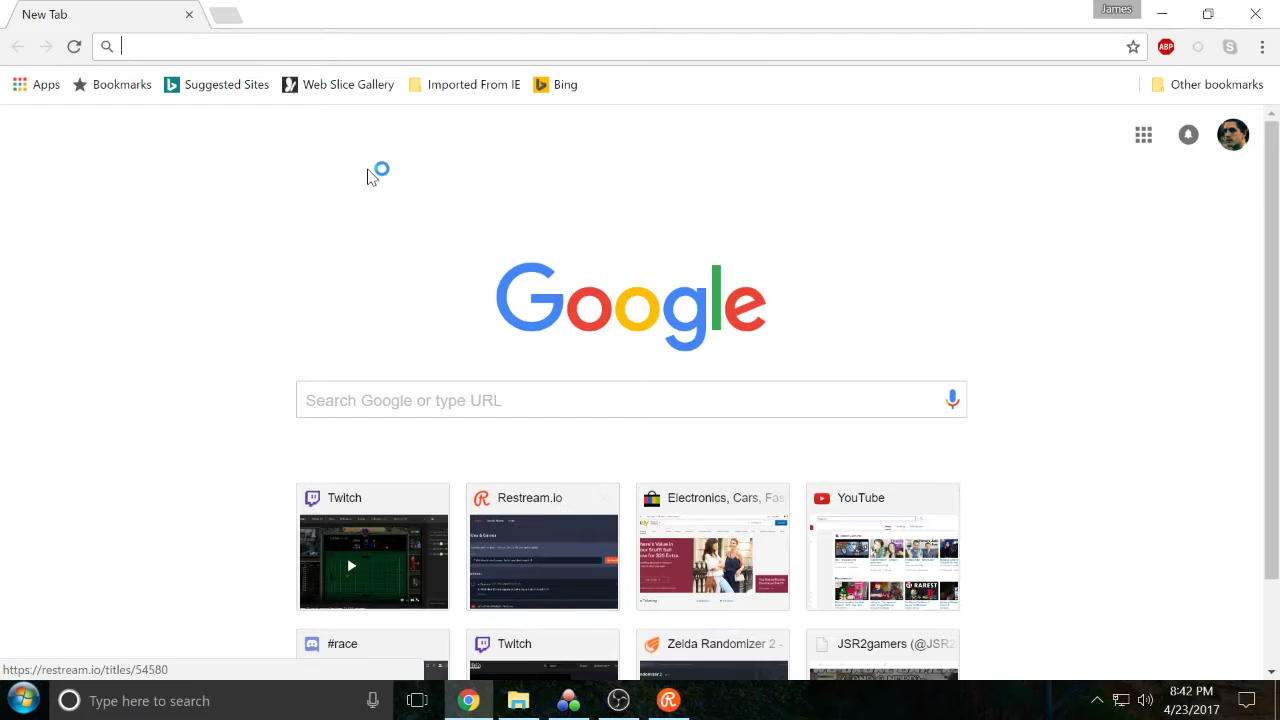 New Tab
James
Apps
Bookmarks
Suggested Sites
Web Slice Gallery
Imported From IE
Bing
Other bookmarks
ABP
Google
Search Google or type URL
Twitch
Restream.io
Electronics, Cars, Fas
YouTube
#race
Twitch
Zelda Randomizer 2 -
JSR2gamers (@JSR
https://restream.io/titles/54580
Type here to search
8:42 PM
4/23/2017